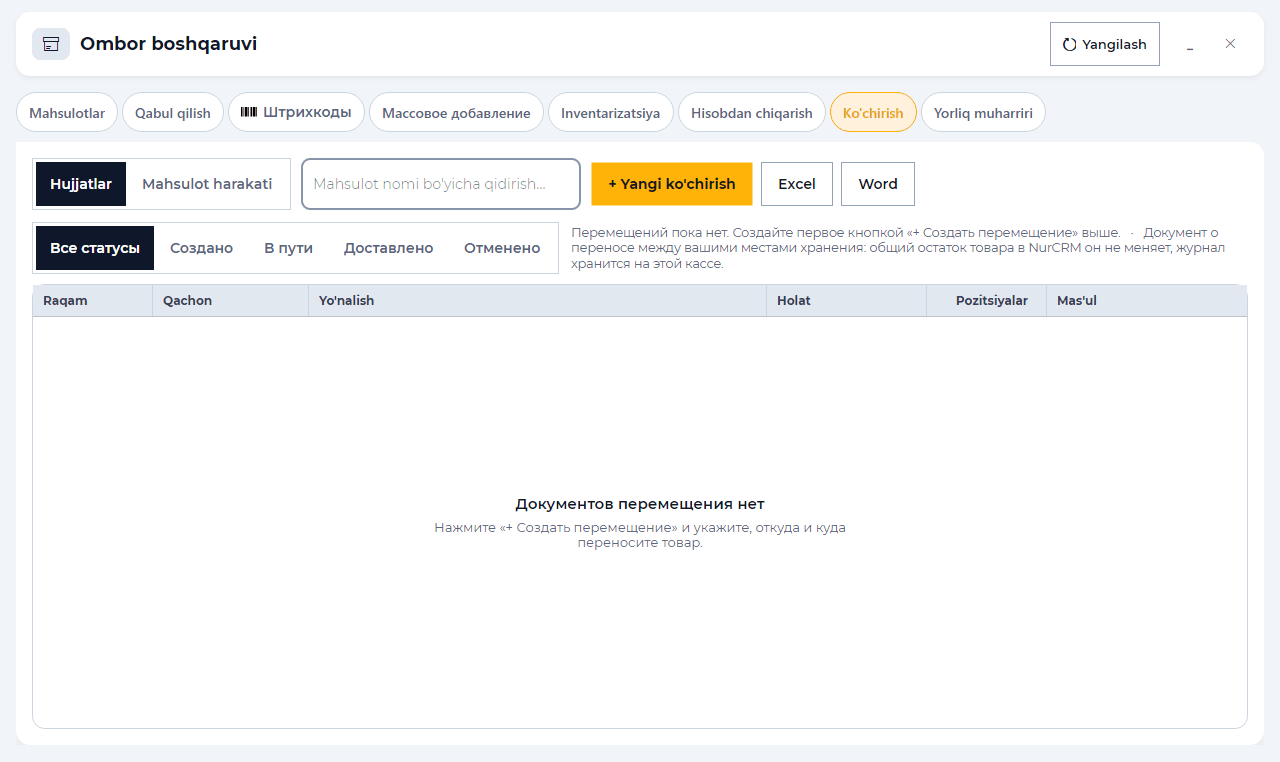 Ombor boshqaruvi
Yangilash
Mahsulotlar
Qabul qilish
Штрихкоды
Массовое добавление
Inventarizatsiya
Hisobdan chiqarish
Ko'chirish
Yorliq muharriri
Hujjatlar
Mahsulot harakati
Mahsulot nomi bo'yicha qidirish...
+ Yangi ko'chirish
Excel
Word
Все статусы
Создано
В пути
Доставлено
Отменено
Перемещений пока нет. Создайте первое кнопкой «+ Создать перемещение» выше. · Документ о
переносе между вашими местами хранения: общий остаток товара в NurCRM он не меняет, журнал
хранится на этой кассе.
Raqam
Qachon
Yo'nalish
Holat
Pozitsiyalar
Mas'ul
Документов перемещения нет
Нажмите «+ Создать перемещение» и укажите, откуда и куда
переносите товар.